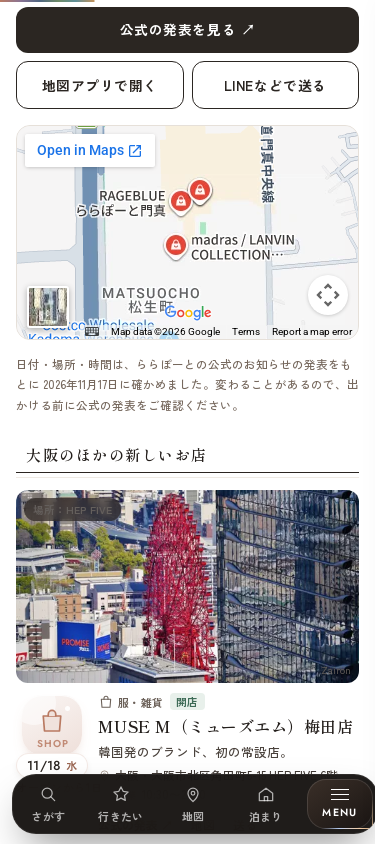 公式の発表を見る ↗
地図アプリで開く
LINEなどで送る
Open in Maps
道門真中央線
RAGEBLUE
ららぽーと門真
madras / LANVIN
COLLECTION…
MATSUOCHO
松生町
Google
Costco Wholesale
Map data ©2026 Google
Terms
Report a map error
日付・場所・時間は、ららぽーとの公式のお知らせの発表をも
とに 2026年11月17日に確かめました。変わることがあるので、出
かける前に公式の発表をご確認ください。
大阪のほかの新しいお店
場所：HEP FIVE
PROMISE
服・雑貨
開店
SHOP
MUSE M（ミューズエム）梅田店
韓国発のブランド、初の常設店。
11/18 水
さがす
行きたい
地図
泊まり
MENU